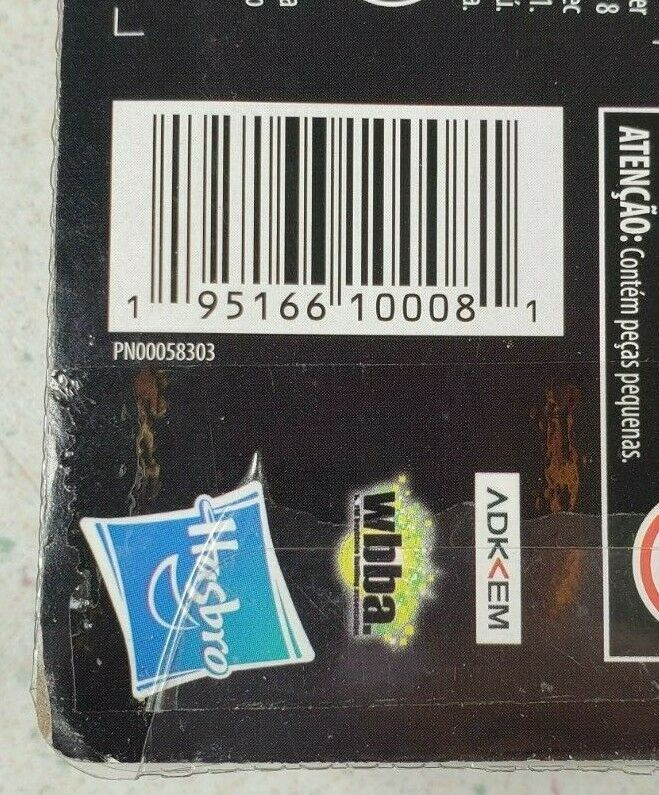 1 95166 10008 1
PN00058303
ATENÇÃO: Contém peças pequenas.
Hasbro
wbba.
ADK<EM